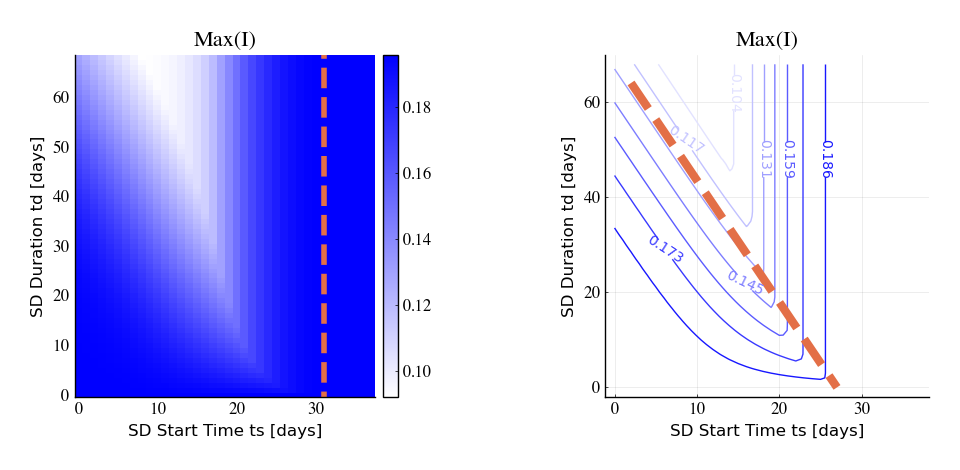 Max(I)
SD Duration td [days]
60
50
40
30
20
10
0
0 10 20 30
SD Start Time ts [days]
0.18
0.16
0.14
0.12
0.10
Max(I)
SD Duration td [days]
60
40
20
0
0 10 20 30
SD Start Time ts [days]
0.104
0.117
0.131
0.159
0.186
0.173
0.145